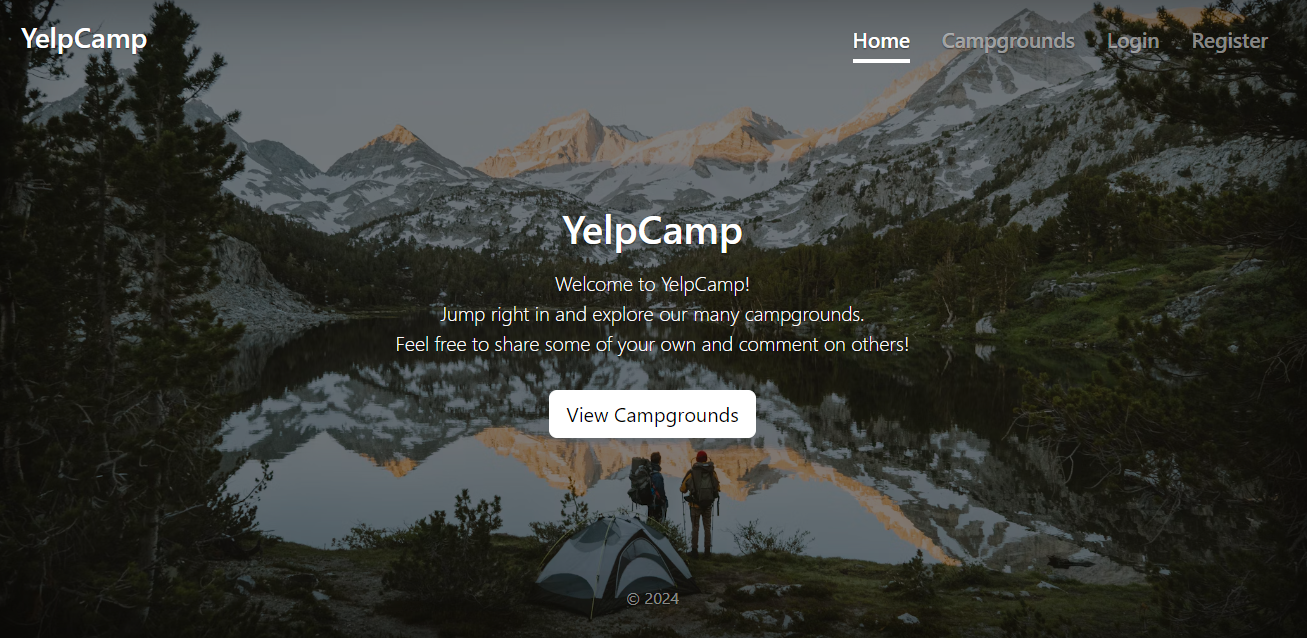 YelpCamp
Home Campgrounds Login Register
YelpCamp
Welcome to YelpCamp!
Jump right in and explore our many campgrounds.
Feel free to share some of your own and comment on others!
View Campgrounds
© 2024